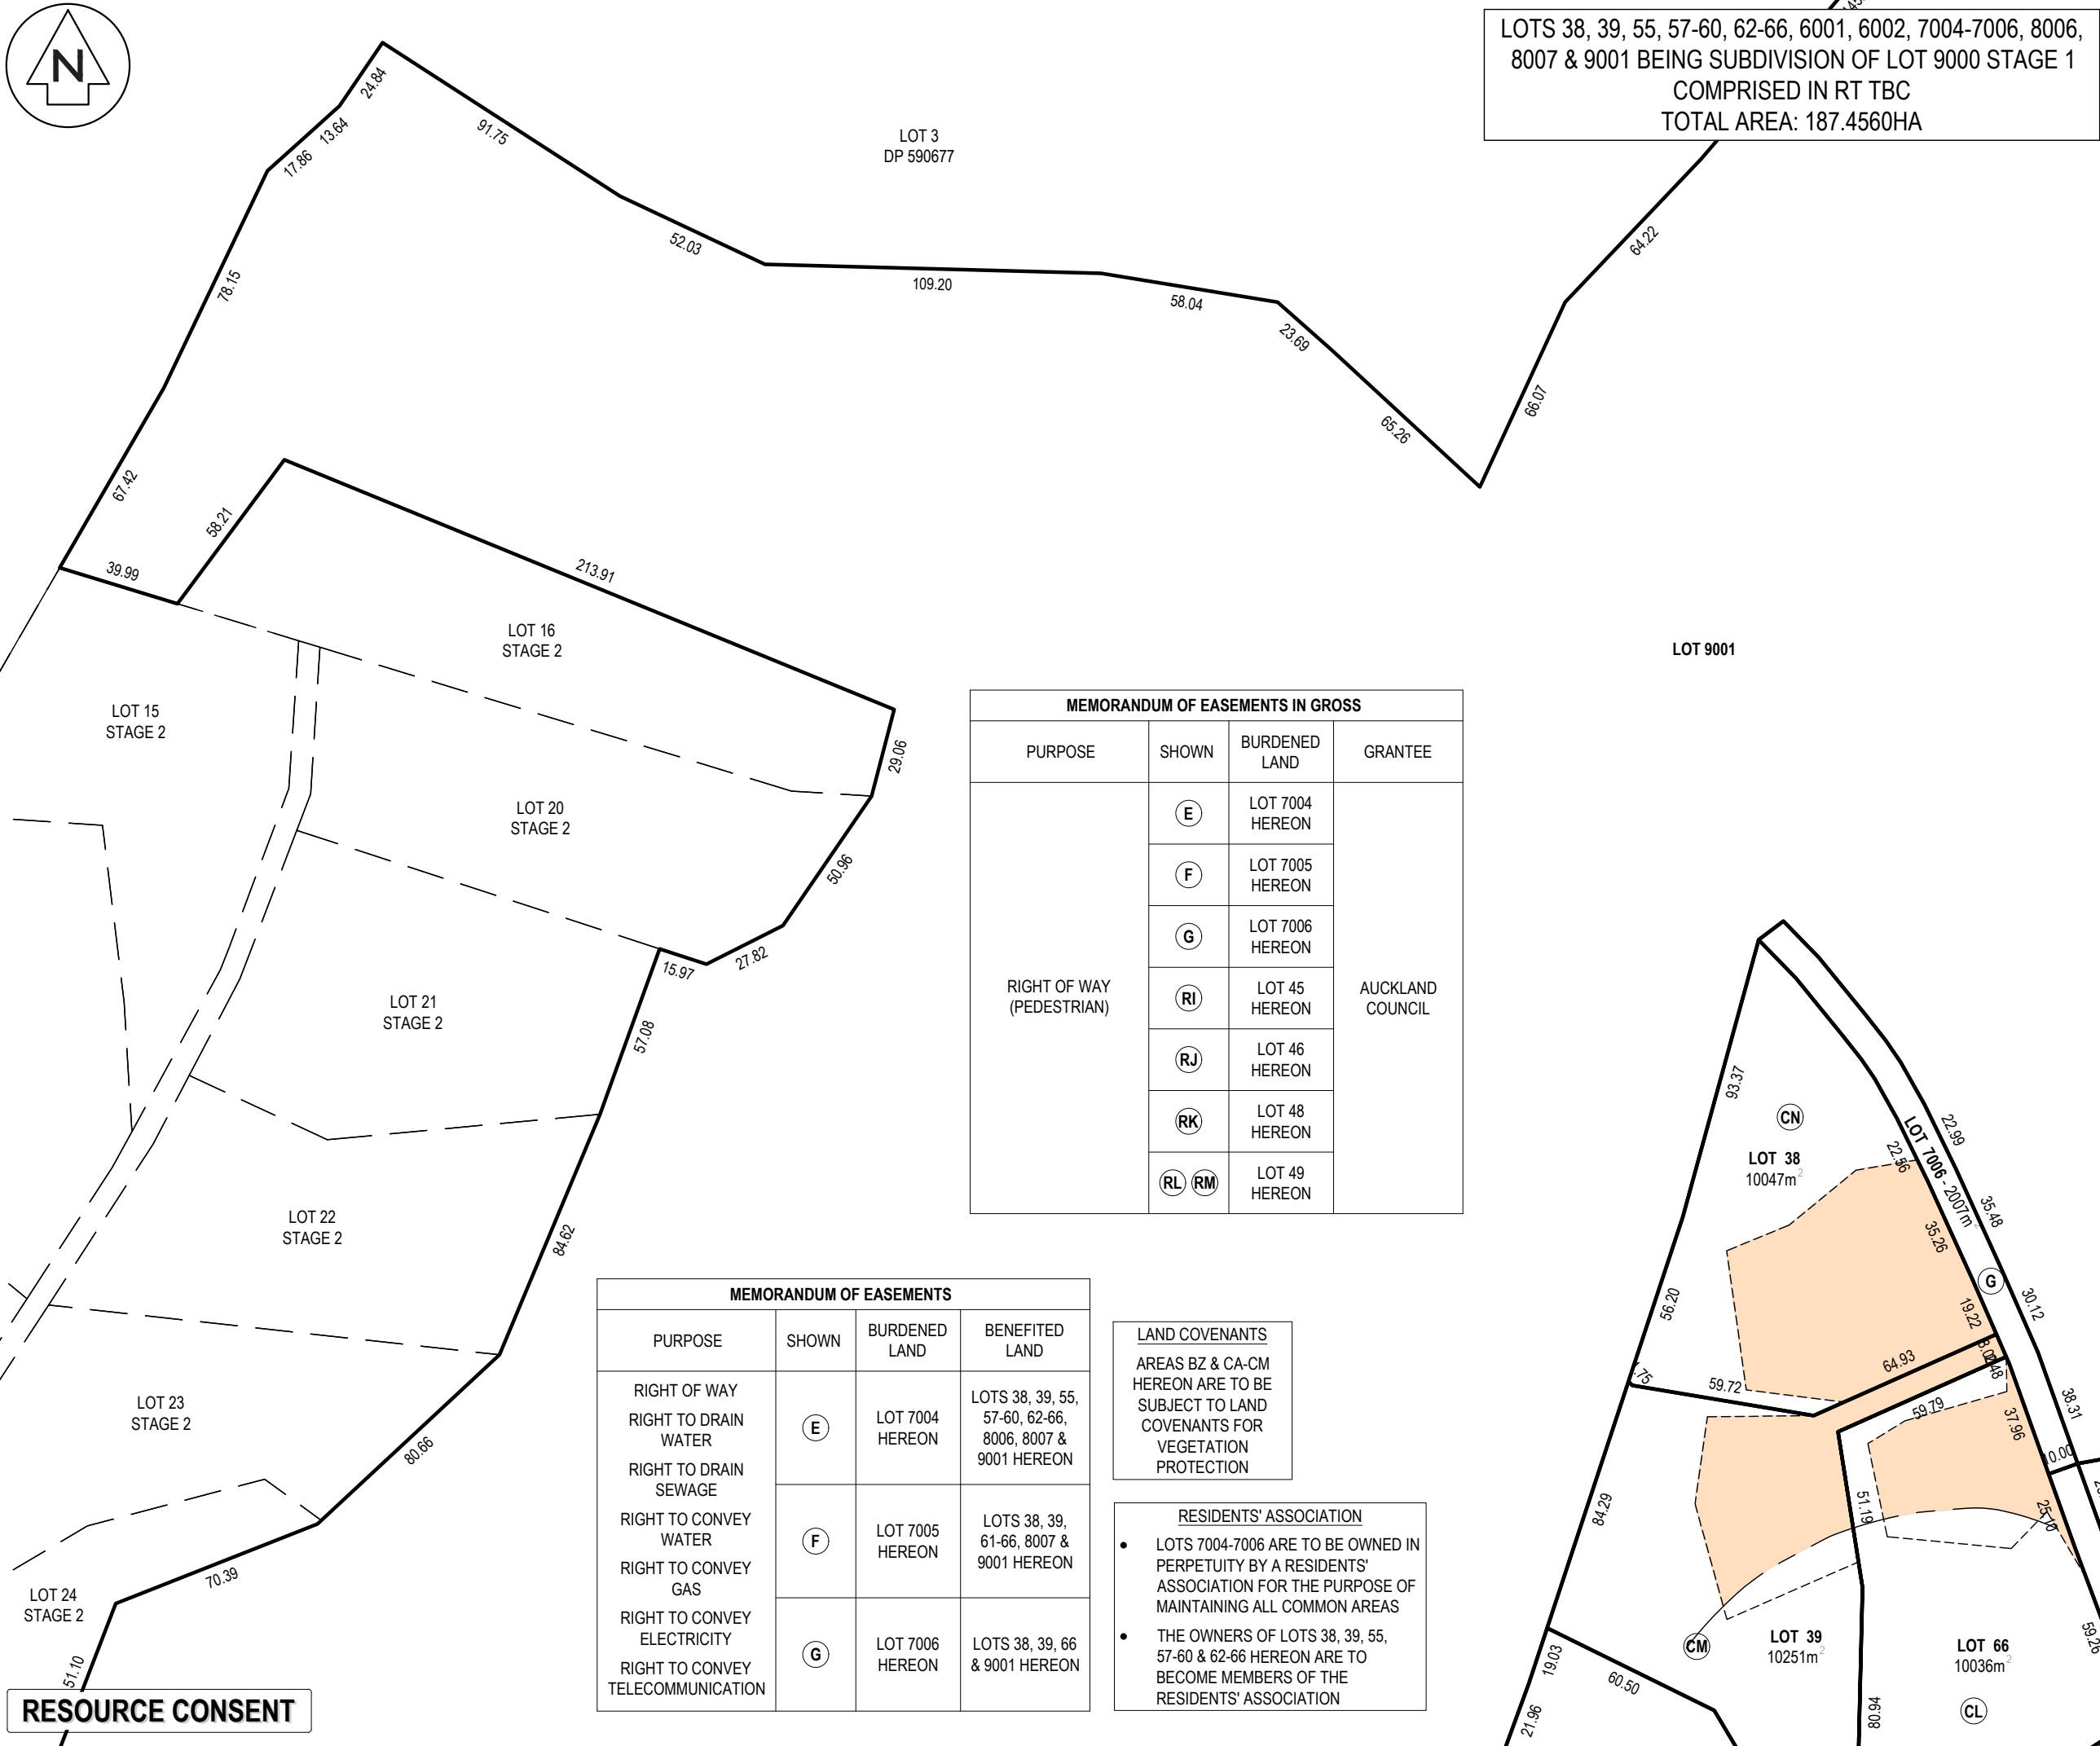 N
LOTS 38, 39, 55, 57-60, 62-66, 6001, 6002, 7004-7006, 8006,
8007 & 9001 BEING SUBDIVISION OF LOT 9000 STAGE 1
COMPRISED IN RT TBC
TOTAL AREA: 187.4560HA
24.84
13.64
17.86
91.75
LOT 3
DP 590677
52.03
109.20
58.04
23.69
65.26
66.07
64.22
78.15
67.42
58.21
39.99
213.91
LOT 16
STAGE 2
LOT 9001
LOT 15
STAGE 2
29.06
LOT 20
STAGE 2
50.96
27.82
15.97
LOT 21
STAGE 2
57.08
LOT 22
STAGE 2
84.62
LOT 23
STAGE 2
80.66
70.39
LOT 24
STAGE 2
51.10
RESOURCE CONSENT
MEMORANDUM OF EASEMENTS IN GROSS
PURPOSE
SHOWN
BURDENED
LAND
GRANTEE
RIGHT OF WAY
(PEDESTRIAN)
E
LOT 7004
HEREON
F
LOT 7005
HEREON
G
LOT 7006
HEREON
RI
LOT 45
HEREON
RJ
LOT 46
HEREON
RK
LOT 48
HEREON
RL RM
LOT 49
HEREON
AUCKLAND
COUNCIL
MEMORANDUM OF EASEMENTS
PURPOSE
SHOWN
BURDENED
LAND
BENEFITED
LAND
RIGHT OF WAY
RIGHT TO DRAIN
WATER
RIGHT TO DRAIN
SEWAGE
RIGHT TO CONVEY
WATER
RIGHT TO CONVEY
GAS
RIGHT TO CONVEY
ELECTRICITY
RIGHT TO CONVEY
TELECOMMUNICATION
E
LOT 7004
HEREON
LOTS 38, 39, 55,
57-60, 62-66,
8006, 8007 &
9001 HEREON
F
LOT 7005
HEREON
LOTS 38, 39,
61-66, 8007 &
9001 HEREON
G
LOT 7006
HEREON
LOTS 38, 39, 66
& 9001 HEREON
LAND COVENANTS
AREAS BZ & CA-CM
HEREON ARE TO BE
SUBJECT TO LAND
COVENANTS FOR
VEGETATION
PROTECTION
RESIDENTS' ASSOCIATION
• LOTS 7004-7006 ARE TO BE OWNED IN
PERPETUITY BY A RESIDENTS'
ASSOCIATION FOR THE PURPOSE OF
MAINTAINING ALL COMMON AREAS
• THE OWNERS OF LOTS 38, 39, 55,
57-60 & 62-66 HEREON ARE TO
BECOME MEMBERS OF THE
RESIDENTS' ASSOCIATION
93.37
CN
LOT 38
10047m²
22.56
LOT 7006 - 2007m
22.99
35.48
35.26
G
30.12
19.22
56.20
64.93
59.72
59.79
37.96
38.31
84.29
51.19
25.10
CM
LOT 39
10251m²
LOT 66
10036m²
CL
59.26
19.03
60.50
21.96
80.94